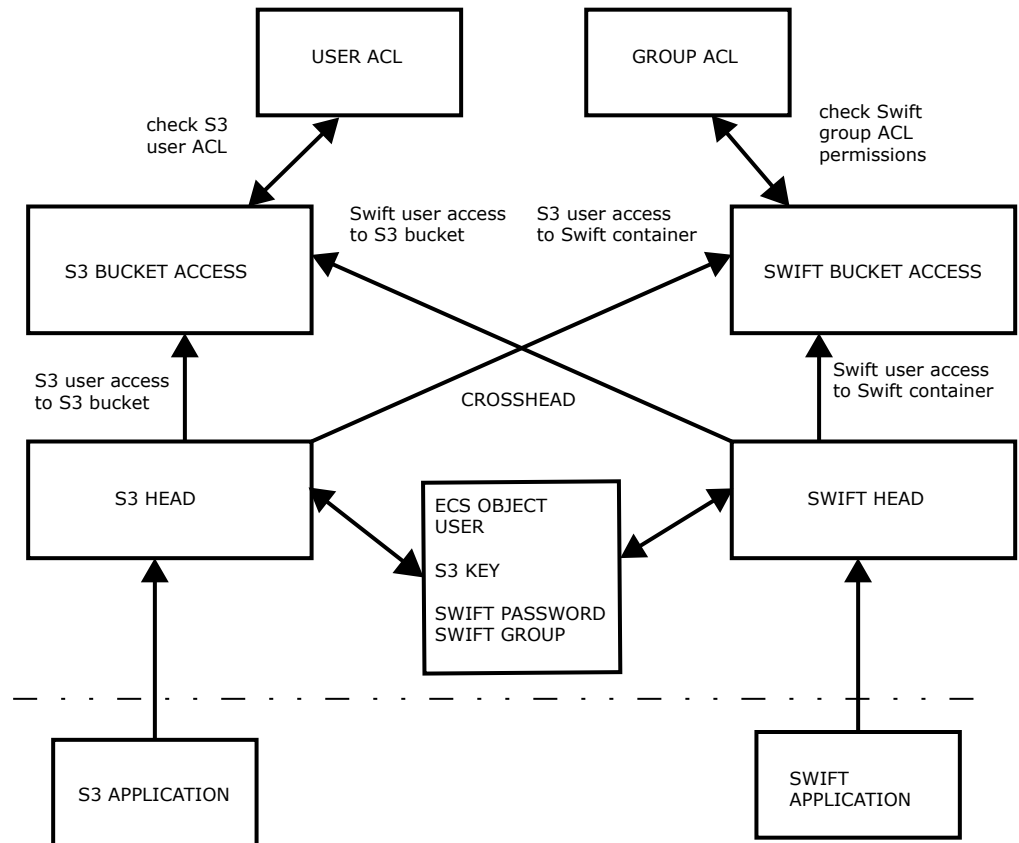 USER ACL
GROUP ACL
check S3
user ACL
check Swift
group ACL
permissions
Swift user access
to S3 bucket
S3 user access
to Swift container
S3 BUCKET ACCESS
SWIFT BUCKET ACCESS
S3 user access
to S3 bucket
CROSSHEAD
Swift user access
to Swift container
S3 HEAD
ECS OBJECT
USER
S3 KEY
SWIFT PASSWORD
SWIFT GROUP
SWIFT HEAD
S3 APPLICATION
SWIFT
APPLICATION